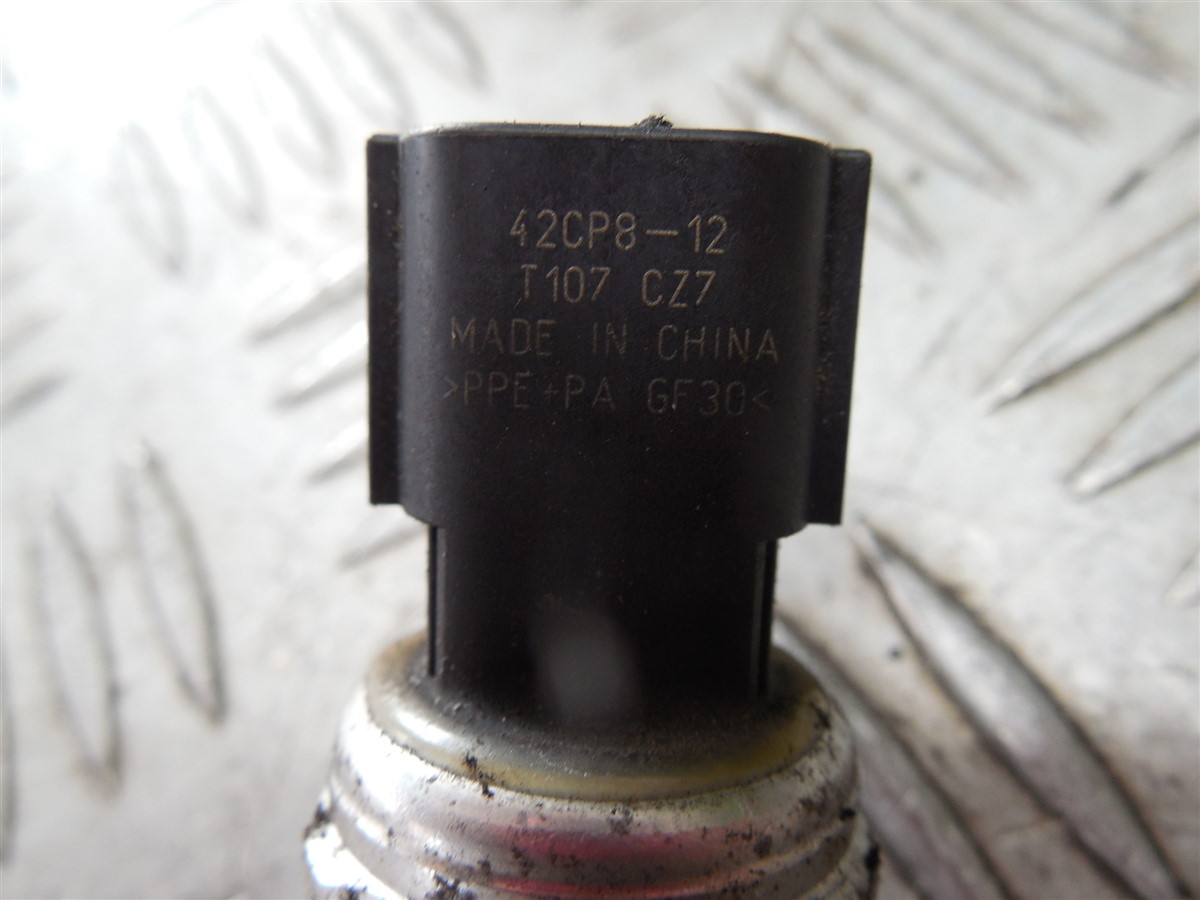 42CP8-12
T107 CZ7
MADE IN CHINA
>PPE+PA GF30<